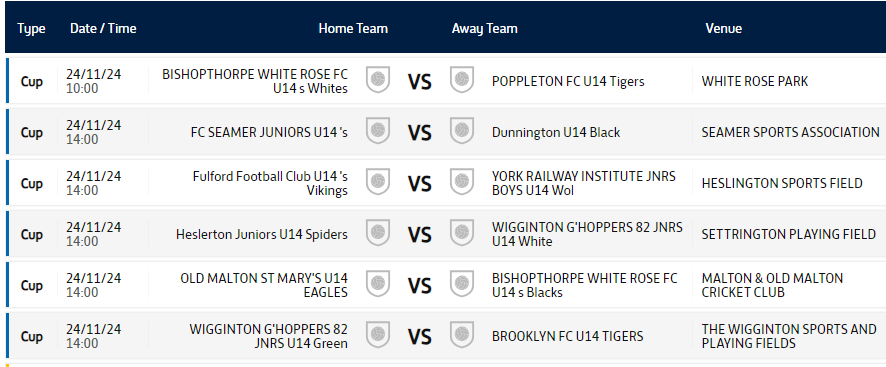 Type Date / Time Home Team Away Team Venue
Cup 24/11/24 10:00 BISHOPTHORPE WHITE ROSE FC U14 s Whites VS POPPLETON FC U14 Tigers WHITE ROSE PARK
Cup 24/11/24 14:00 FC SEAMER JUNIORS U14 's VS Dunnington U14 Black SEAMER SPORTS ASSOCIATION
Cup 24/11/24 14:00 Fulford Football Club U14 's Vikings VS YORK RAILWAY INSTITUTE JNRS BOYS U14 Wol HESLINGTON SPORTS FIELD
Cup 24/11/24 14:00 Heslerton Juniors U14 Spiders VS WIGGINTON G'HOPPERS 82 JNRS U14 White SETTRINGTON PLAYING FIELD
Cup 24/11/24 14:00 OLD MALTON ST MARY'S U14 EAGLES VS BISHOPTHORPE WHITE ROSE FC U14 s Blacks MALTON & OLD MALTON CRICKET CLUB
Cup 24/11/24 14:00 WIGGINTON G'HOPPERS 82 JNRS U14 Green VS BROOKLYN FC U14 TIGERS THE WIGGINTON SPORTS AND PLAYING FIELDS